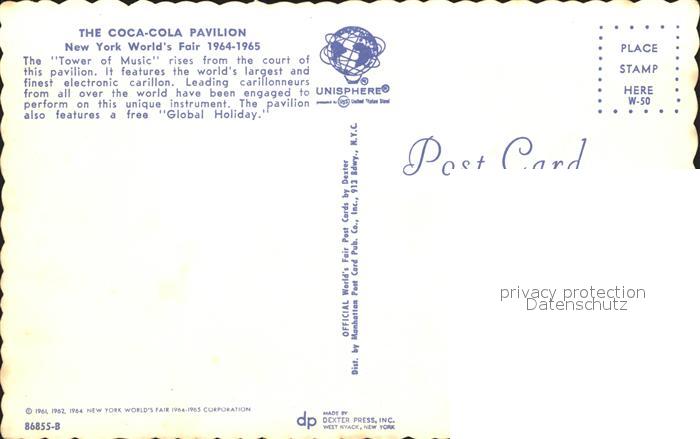 THE COCA-COLA PAVILION
New York World's Fair 1964-1965
The "Tower of Music" rises from the court of
this pavilion. It features the world's largest and
finest electronic carillon. Leading carillonneurs
from all over the world have been engaged to
perform on this unique instrument. The pavilion
also features a free "Global Holiday."
UNISPHERE®
presented by USS United States Steel
PLACE
STAMP
HERE
W-50
Post Card
OFFICIAL World's Fair Post Cards by Dexter
Dist. by Manhattan Post Card Pub. Co., Inc., 913 Bdwy., N.Y.C.
privacy protection
Datenschutz
© 1961, 1962, 1964 NEW YORK WORLD'S FAIR 1964-1965 CORPORATION
86855-B
dp
MADE BY
DEXTER PRESS, INC.
WEST NYACK, NEW YORK